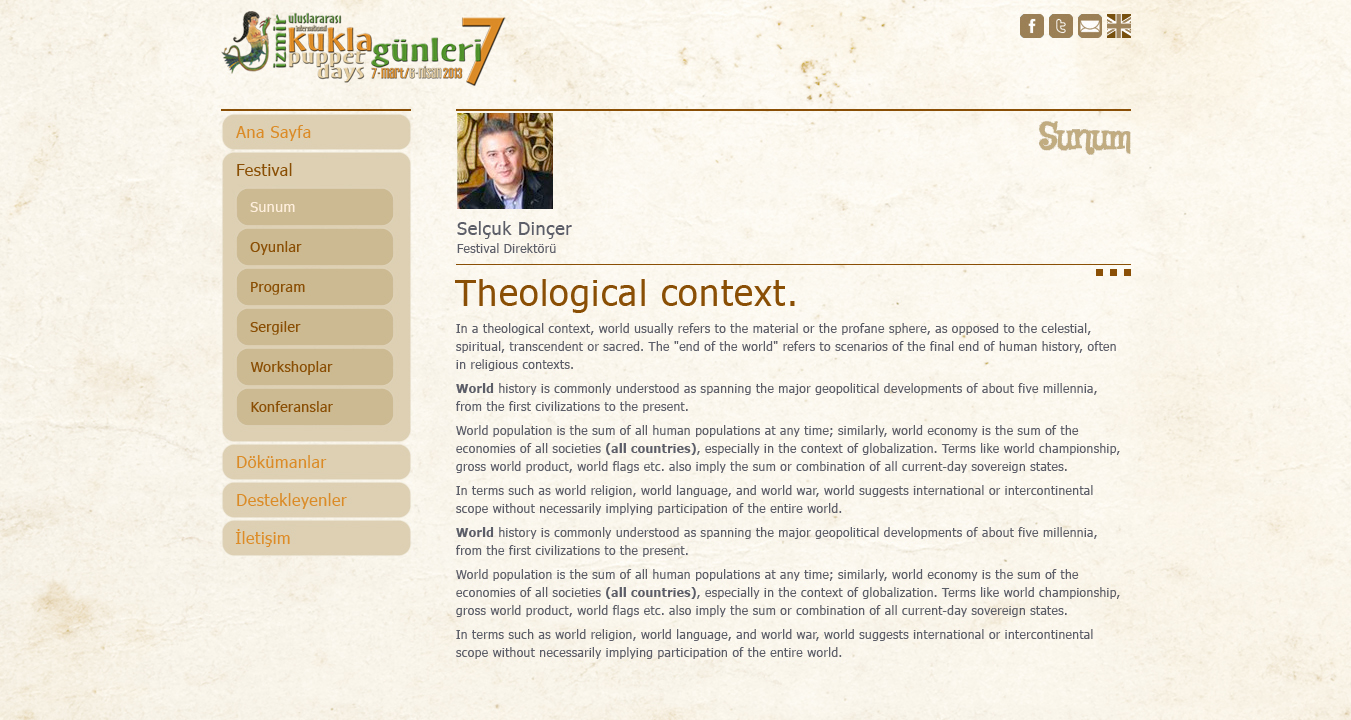 uluslararası
international
izmir
kukla günleri 7
puppet
days 7·mart/8·nisan 2013
Ana Sayfa
Festival
Sunum
Oyunlar
Program
Sergiler
Workshoplar
Konferanslar
Dökümanlar
Destekleyenler
İletişim
Sunum
Selçuk Dinçer
Festival Direktörü
Theological context.
In a theological context, world usually refers to the material or the profane sphere, as opposed to the celestial,
spiritual, transcendent or sacred. The "end of the world" refers to scenarios of the final end of human history, often
in religious contexts.
World history is commonly understood as spanning the major geopolitical developments of about five millennia,
from the first civilizations to the present.
World population is the sum of all human populations at any time; similarly, world economy is the sum of the
economies of all societies (all countries), especially in the context of globalization. Terms like world championship,
gross world product, world flags etc. also imply the sum or combination of all current-day sovereign states.
In terms such as world religion, world language, and world war, world suggests international or intercontinental
scope without necessarily implying participation of the entire world.
World history is commonly understood as spanning the major geopolitical developments of about five millennia,
from the first civilizations to the present.
World population is the sum of all human populations at any time; similarly, world economy is the sum of the
economies of all societies (all countries), especially in the context of globalization. Terms like world championship,
gross world product, world flags etc. also imply the sum or combination of all current-day sovereign states.
In terms such as world religion, world language, and world war, world suggests international or intercontinental
scope without necessarily implying participation of the entire world.